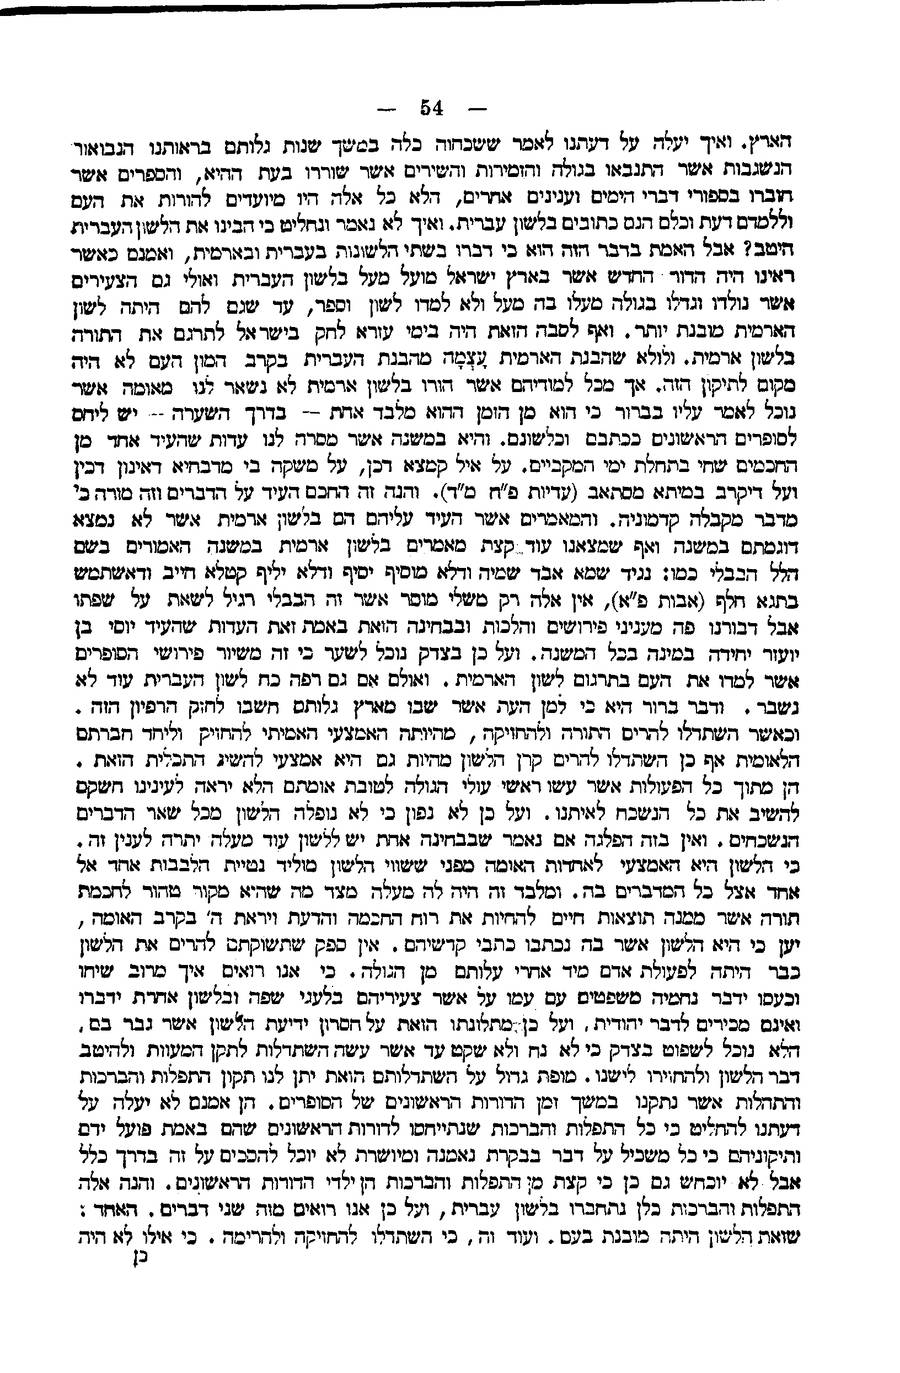 — 54 —
הארץ. ואיך יעלה על דעתנו לאמר ששכחוה כלה במשך שנות גלותם בראותנו הנבואור
הנשגבות אשר התנבאו בגולה והזמירות והשירים אשר שוררו בעת ההיא, והספרים אשר
חוברו בספורי דברי הימים וענינים אחרים, הלא כל אלה היו מיועדים להורות את העם
וללמדם דעת וכלם הנם כתובים בלשון עברית. ואיך לא נאמר ונחליט כי הבינו את הלשון העברית
היטב? אבל האמת בדבר הזה הוא כי דברו בשתי הלשונות בעברית ובארמית, ואמנם כאשר
ראינו היה הדור החדש אשר בארץ ישראל מועל מעל בלשון העברית ואולי גם הצעירים
אשר נולדו וגדלו בגולה מעלו בה מעל ולא למדו לשון וספר, עד שגם להם היתה לשון
הארמית מובנת יותר. ואף לסבה הזאת היה בימי עזרא לחק בישראל לתרגם את התורה
בלשון ארמית. ולולא שהבנת הארמית עָצְמָה מהבנת העברית בקרב המון העם לא היה
מקום לתיקון הזה. אך מכל למודיהם אשר הורו בלשון ארמית לא נשאר לנו מאומה אשר
נוכל לאמר עליו בברור כי הוא מן הזמן ההוא מלבד אחת -- בדרך השערה -- יש ליחם
לסופרים הראשונים ככתבם וכלשונם. והיא במשנה אשר מסרה לנו עדות שהעיד אחד מן
החכמים שחי בתחלת ימי המקביים. על איל קמצא דכן, על משקה בי מדבחיא דאינון דכין
ועל דיקרב במיתא מסתאב (עדיות פ״ח מ״ד). והנה זה החכם העיד על הדברים וזה מורה כ׳
מדבר מקבלה קדמוניה. והמאמרים אשר העיד עליהם הם בלשון ארמית אשר לא נמצא
דוגמתם במשנה ואף שמצאנו עוד קצת מאמרים בלשון ארמית במשנה האמורים בשם
הלל הבבלי כמו: נגיד שמא אבד שמיה ודלא מוסיף יסיף ודלא יליף קטלא חייב ודאשתמש
בתגא חלף (אבות פ״א), אין אלה רק משלי מוסר אשר זה הבבלי רגיל לשאת על שפתו
אבל דבורנו פה מעניני פירושים והלכות ובבחינה הזאת באמת זאת העדות שהעיד יוסי בן
יועזר יחידה במינה בכל המשנה. ועל כן בצדק נוכל לשער כי זה משיור פירושי הסופרים
אשר למדו את העם בתרגום לשון הארמית. ואולם אם גם רפה כח לשון העברית עוד לא
נשבר. ודבר ברור היא כי למן העת אשר שבו מארץ גלותם חשבו לחזק הרפיון הזה.
וכאשר השתדלו להרים התורה ולהחזיקה, מהיותה האמצעי האמיתי להחזיק וליחד חברתם
הלאומית אף כן השתדלו להרים קרן הלשון מהיות גם היא אמצעי להשיג התכלית הזאת.
הן מתוך כל הפעולות אשר עשו ראשי עולי הגולה לטובת אומתם הלא יראה לעינינו חשקם
להשיב את כל הנשכח לאיתנו. ועל כן לא נפון כי לא נופלה הלשון מכל שאר הדברים
הנשכחים. ואין בזה הפלגה אם נאמר שבבחינה אחת יש ללשון עוד מעלה יתרה לענין זה.
כי הלשון היא האמצעי לאחדות האומה מפני ששווי הלשון מוליד נטיית הלבבות אחד אל
אחד אצל כל המדברים בה. ומלבד זה היה לה מעלה מצד מה שהיא מקור טהור לחכמת
תורה אשר ממנה תוצאות חיים להחיות את רוח החכמה והדעת ויראת ה׳ בקרב האומה,
יען כי היא הלשון אשר בה נכתבו כתבי קדשיהם. אין ספק שתשוקתם להרים את הלשון
כבר היתה לפעולת אדם מיד אחרי עלותם מן הגולה. כי אנו רואים איך מרוב שיחו
וכעסו ידבר נחמיה משפטים עם עמו על אשר צעיריהם בלעגי שפה ובלשון אחרת ידברו
ואינם מכירים לדבר יהודית, ועל כן מתלונתו הזאת על חסרון ידיעת הלשון אשר גבר בם,
הלא נוכל לשפוט בצדק כי לא נח ולא שקט עד אשר עשה השתדלות לתקן המעוות ולהיטב
דבר הלשון ולהחזירו לישנו. מופת גדול על השתדלותם הזאת יתן לנו תקון התפלות והברכות
והתהלות אשר נתקנו במשך זמן הדורות הראשונים של הסופרים. הן אמנם לא יעלה על
דעתנו להחליט כי כל התפלות והברכות שנתייחסו לדורות הראשונים שהם באמת פועל ידם
ותיקוניהם כי כל משכיל על דבר בבקרת נאמנה ומיושרת לא יוכל להסכים על זה בדרך כלל
אבל לא יוכחש גם כן כי קצת מן התפלות והברכות הן ילדי הדורות הראשונים. והנה אלה
התפלות והברכות כלן נתחברו בלשון עברית, ועל כן אנו רואים מזה שני דברים. האחד:
שזאת הלשון היתה מובנת בעם. ועוד זה, כי השתדלו להחזיקה ולהרימה. כי אילו לא היה
כן